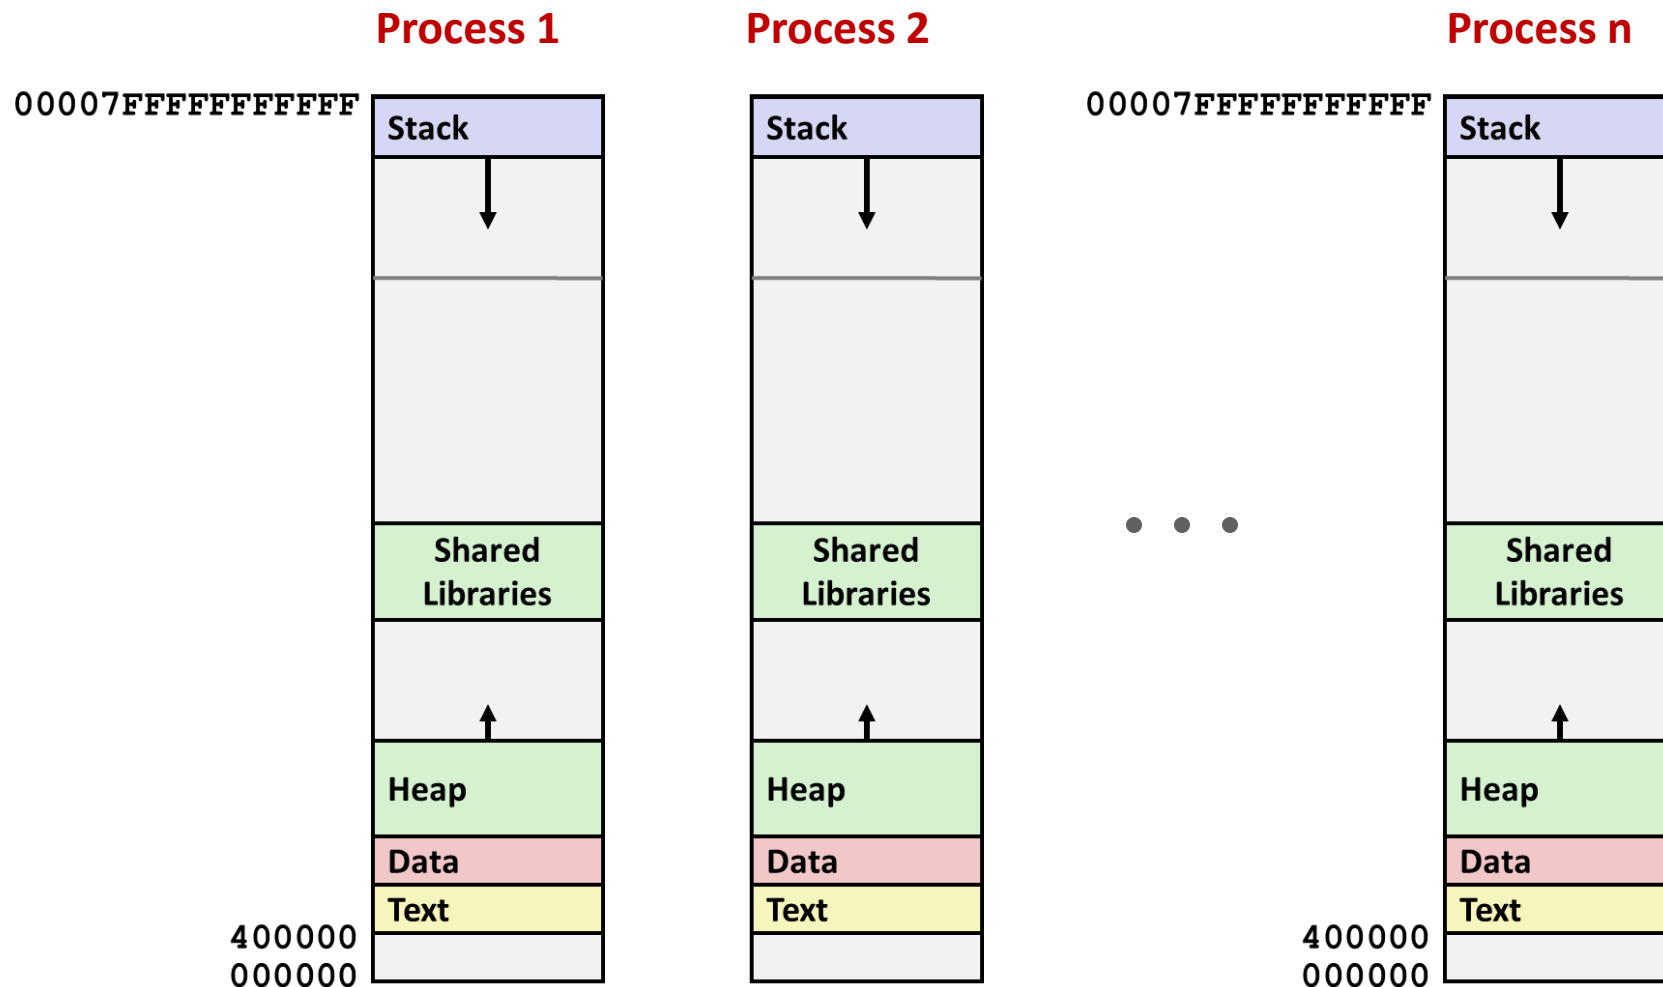 Process 1
Process 2
Process n
00007FFFFFFFFFFF
Stack
Stack
00007FFFFFFFFFFF
Stack
Shared
Libraries
Shared
Libraries
Shared
Libraries
Heap
Heap
Heap
Data
Data
Data
Text
Text
Text
400000
400000
000000
000000